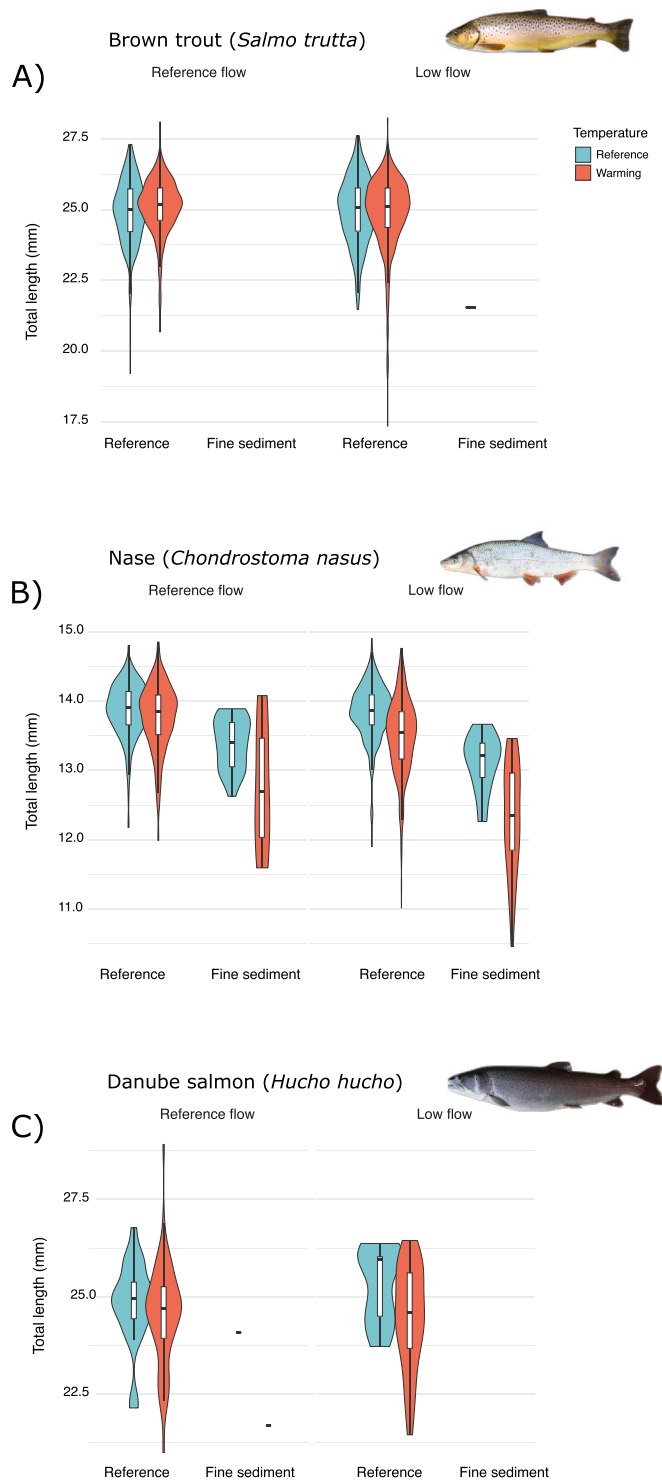 Brown trout (Salmo trutta)
A)
Reference flow Low flow
Total length (mm)
27.5
25.0
22.5
20.0
17.5
Temperature
Reference
Warming
Reference Fine sediment Reference Fine sediment
Nase (Chondrostoma nasus)
B)
Reference flow Low flow
Total length (mm)
15.0
14.0
13.0
12.0
11.0
Reference Fine sediment Reference Fine sediment
Danube salmon (Hucho hucho)
C)
Reference flow Low flow
Total length (mm)
27.5
25.0
22.5
Reference Fine sediment Reference Fine sediment